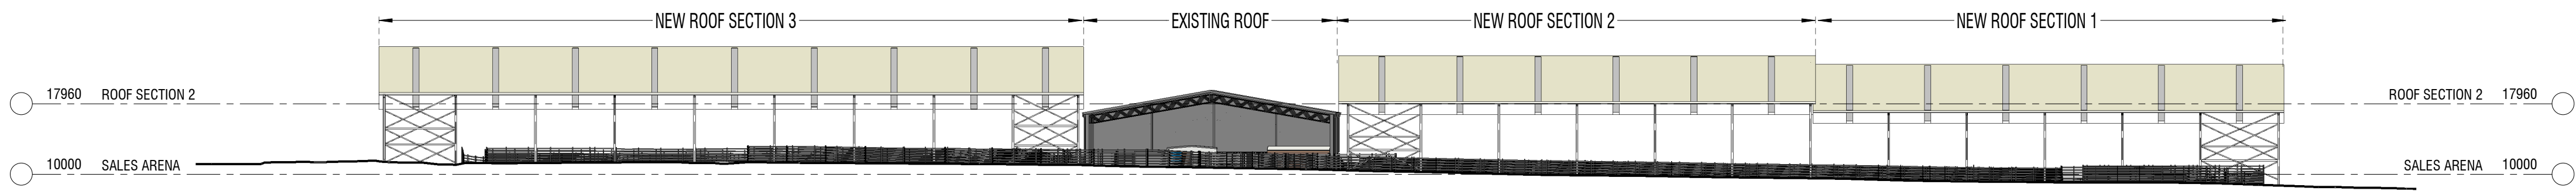 NEW ROOF SECTION 3
EXISTING ROOF
NEW ROOF SECTION 2
NEW ROOF SECTION 1
17960 ROOF SECTION 2
ROOF SECTION 2 17960
10000 SALES ARENA
SALES ARENA 10000